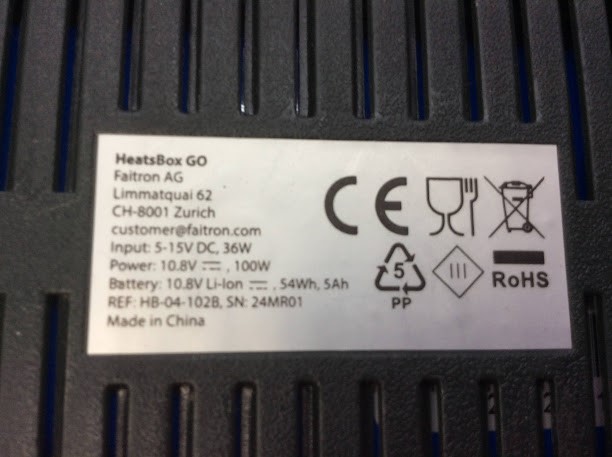 HeatsBox GO
Faitron AG
Limmatquai 62
CH-8001 Zurich
customer@faitron.com
Input: 5-15V DC, 36W
Power: 10.8V ⎓ , 100W
Battery: 10.8V Li-Ion ⎓ , 54Wh, 5Ah
REF: HB-04-102B, SN: 24MR01
Made in China
CE
5
PP
III
RoHS